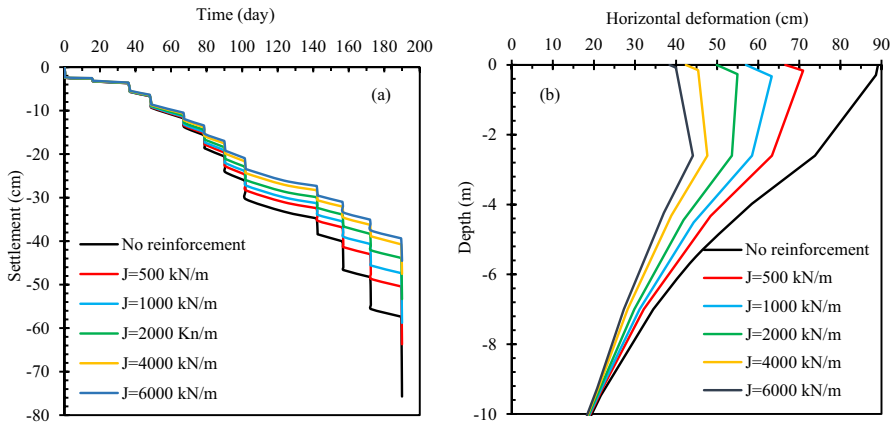 Time (day)
0 20 40 60 80 100 120 140 160 180 200
0
-10
-20
-30
-40
-50
-60
-70
-80
Settlement (cm)
(a)
No reinforcement
J=500 kN/m
J=1000 kN/m
J=2000 Kn/m
J=4000 kN/m
J=6000 kN/m
Horizontal deformation (cm)
0 10 20 30 40 50 60 70 80 90
0
-2
-4
-6
-8
-10
Depth (m)
(b)
No reinforcement
J=500 kN/m
J=1000 kN/m
J=2000 kN/m
J=4000 kN/m
J=6000 kN/m